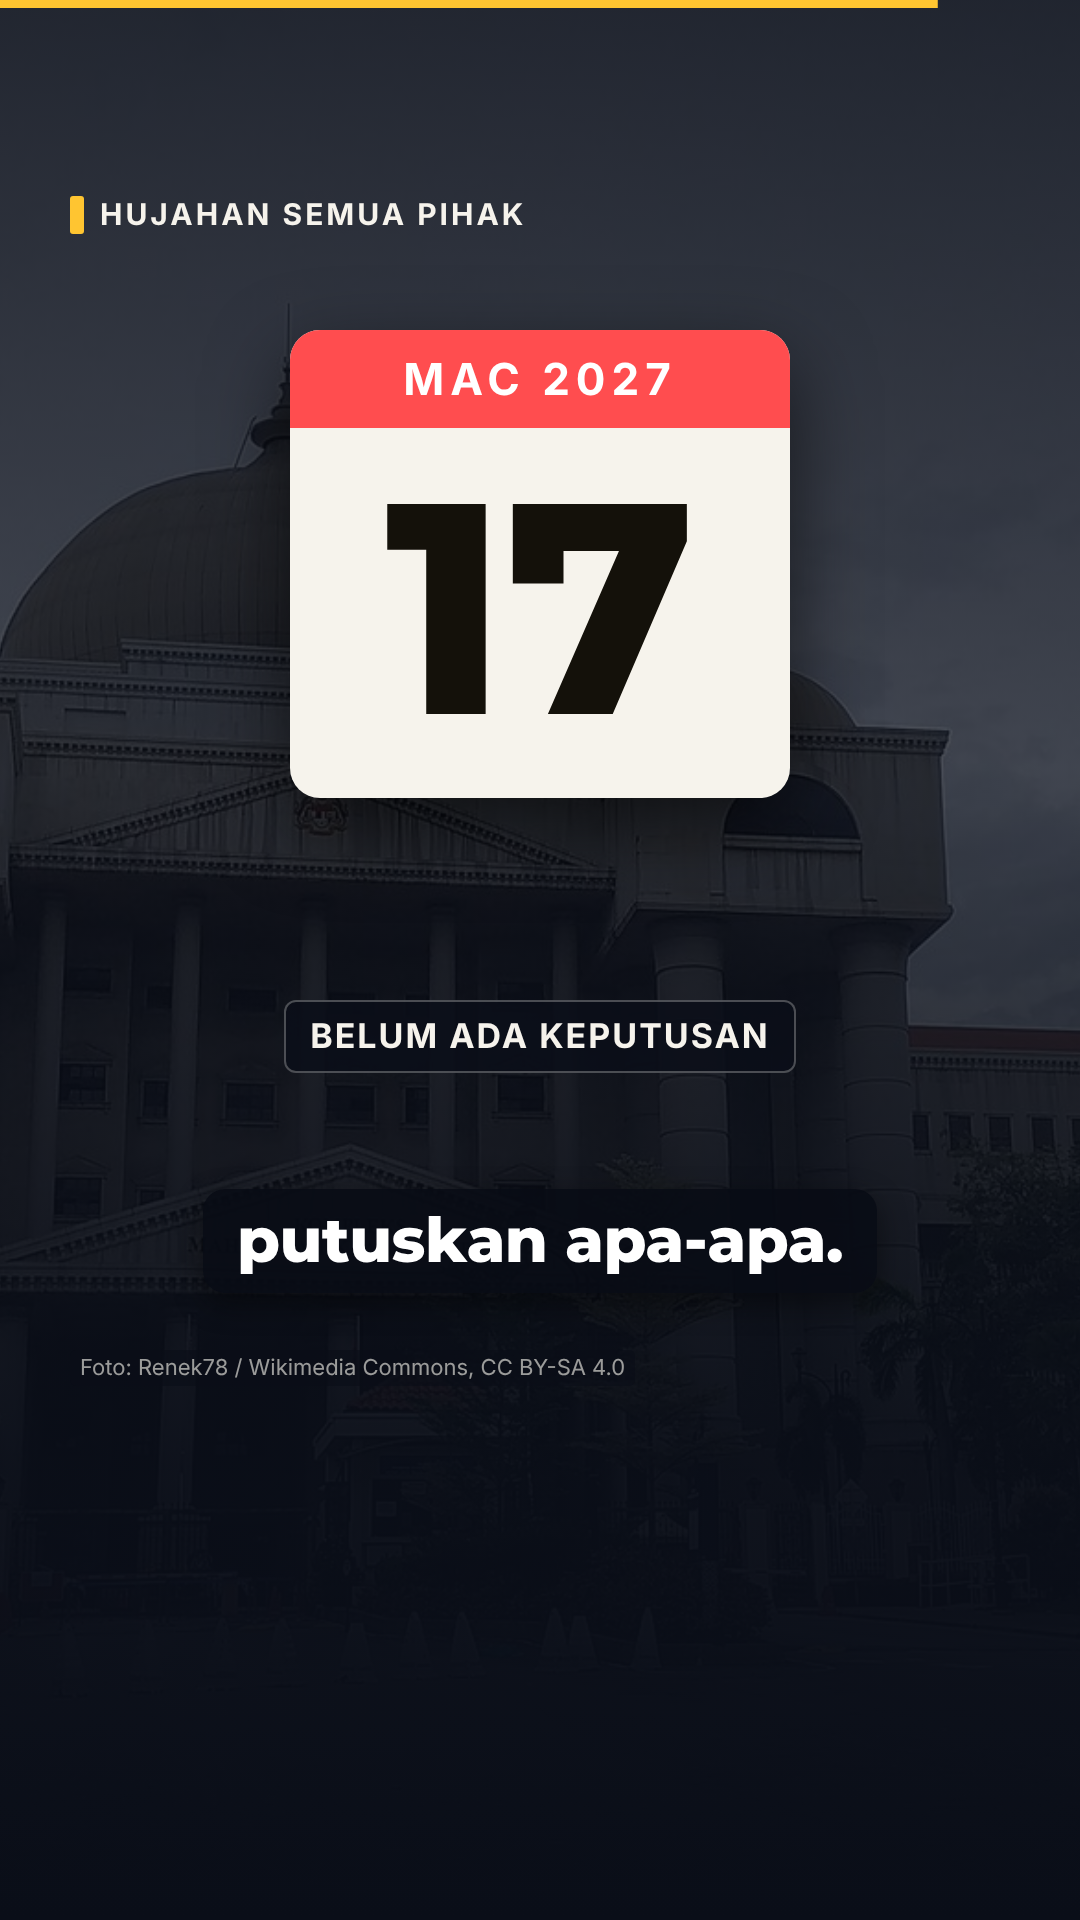 HUJAHAN SEMUA PIHAK
MAC 2027
17
BELUM ADA KEPUTUSAN
putuskan apa-apa.
Foto: Renek78 / Wikimedia Commons, CC BY-SA 4.0